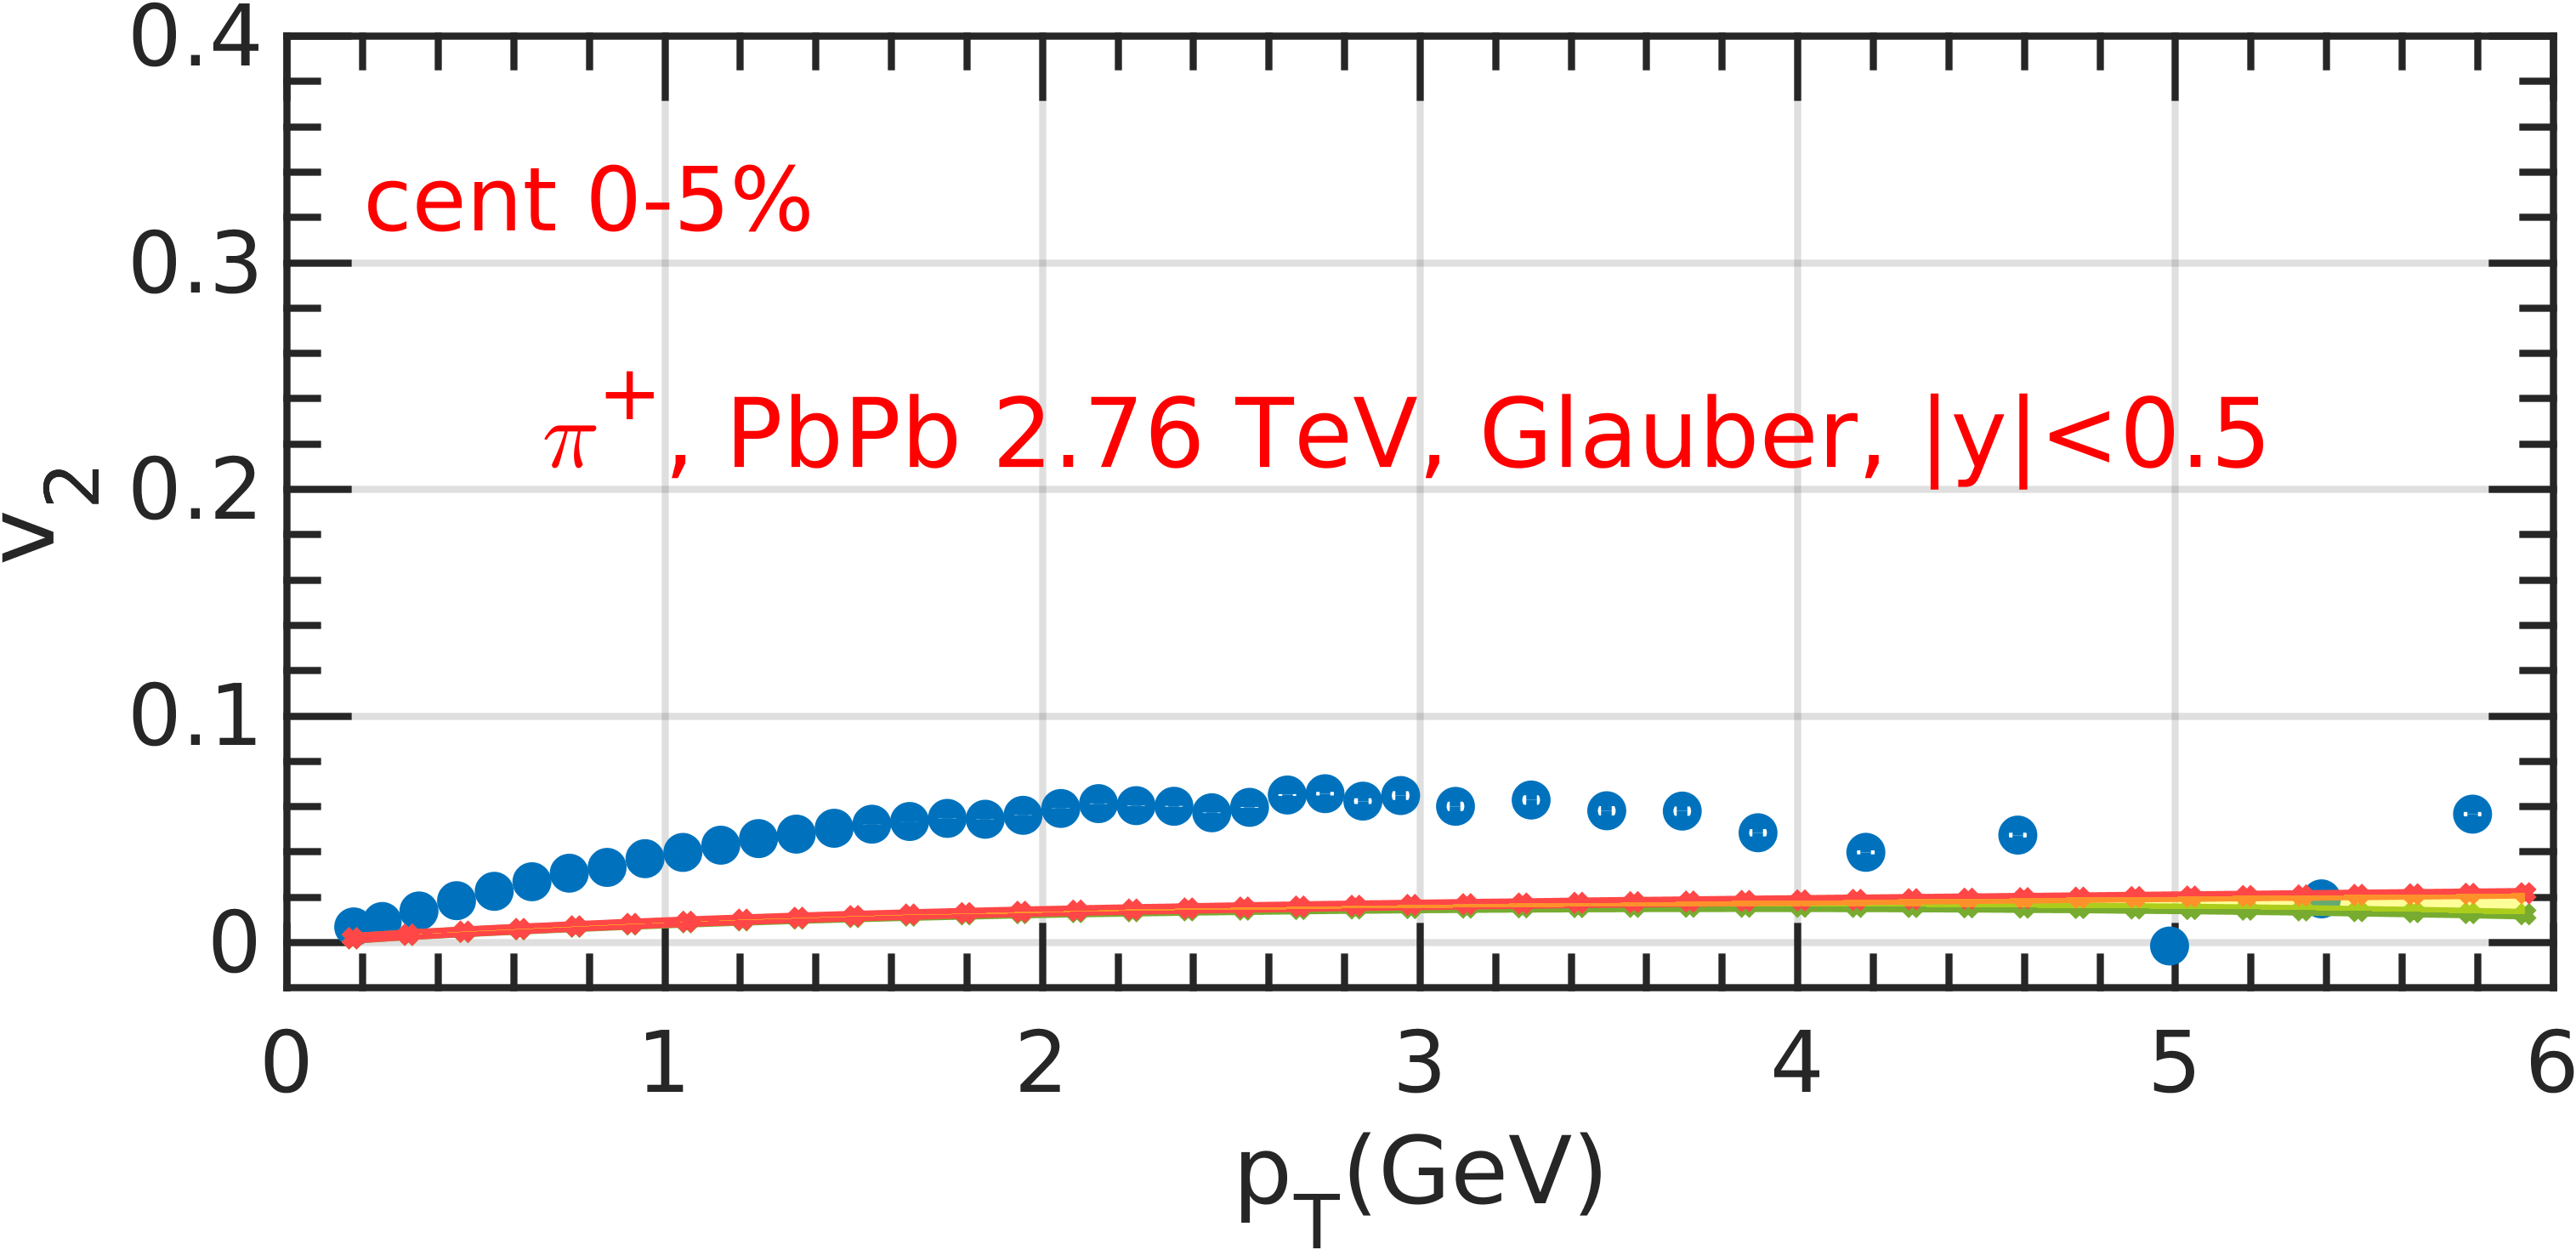 0.4
cent 0-5%
0.3
π+, PbPb 2.76 TeV, Glauber, |y|<0.5
v2
0.2
0.1
0
0 1 2 3 4 5 6
pT(GeV)